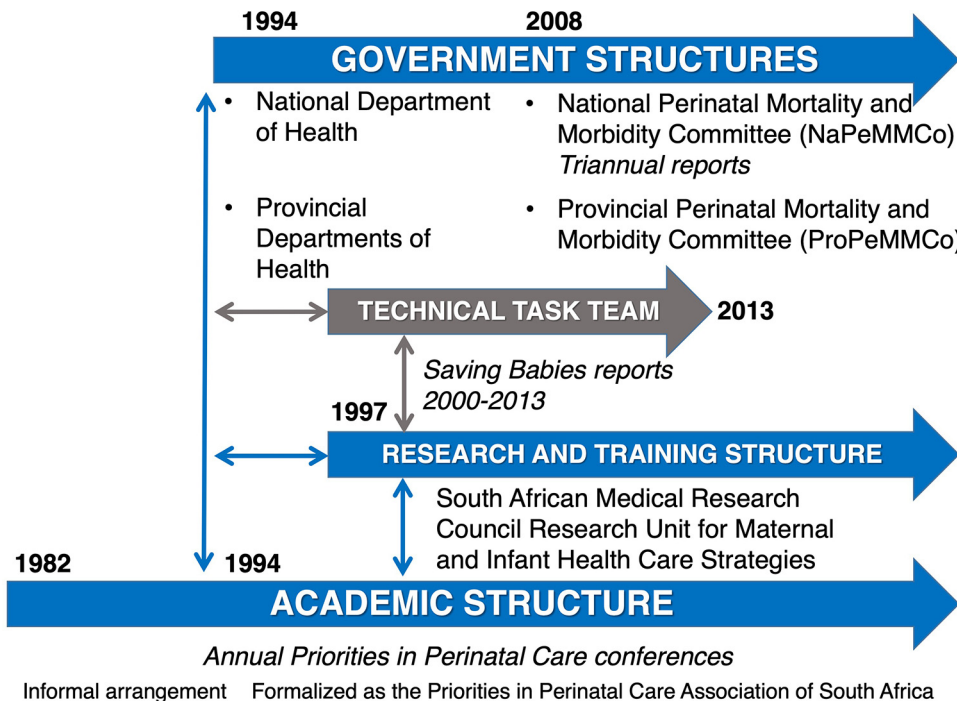 1994
2008
GOVERNMENT STRUCTURES
• National Department
of Health
• Provincial
Departments of
Health
• National Perinatal Mortality and
Morbidity Committee (NaPeMMCo)
Triannual reports
• Provincial Perinatal Mortality and
Morbidity Committee (ProPeMMCo)
TECHNICAL TASK TEAM
2013
Saving Babies reports
2000-2013
1997
RESEARCH AND TRAINING STRUCTURE
South African Medical Research
Council Research Unit for Maternal
and Infant Health Care Strategies
1982
1994
ACADEMIC STRUCTURE
Annual Priorities in Perinatal Care conferences
Informal arrangement
Formalized as the Priorities in Perinatal Care Association of South Africa